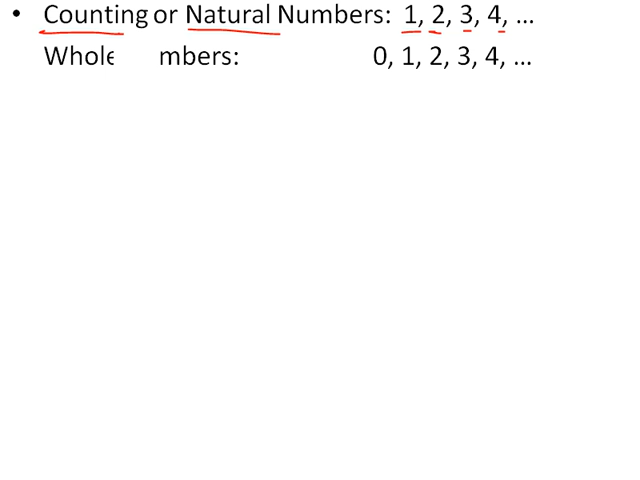 • Counting or Natural Numbers: 1, 2, 3, 4, ...
Whole mbers: 0, 1, 2, 3, 4, ...